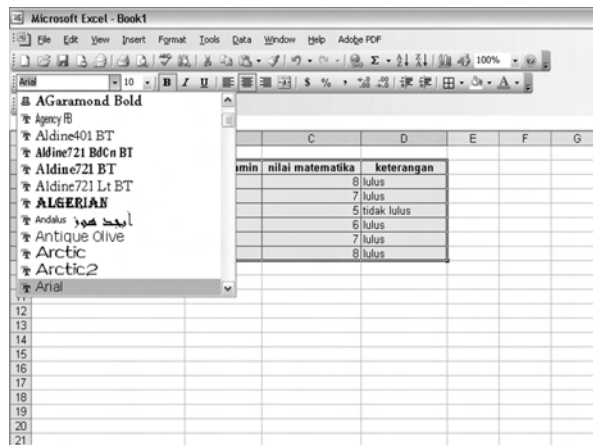 Microsoft Excel - Book1
File Edit View Insert Format Tools Data Window Help Adobe PDF
100%
Arial 10 B I U $ % ,
AGaramond Bold
Agency FB
Aldine401 BT
Aldine721 BdCn BT
Aldine721 BT
Aldine721 Lt BT
ALGERIAN
Andalus أبجد هوز
Antique Olive
Arctic
Arctic2
Arial
C D E F G
amin nilai matematika keterangan
8 lulus
7 lulus
5 tidak lulus
6 lulus
7 lulus
8 lulus
11
12
13
14
15
16
17
18
19
20
21